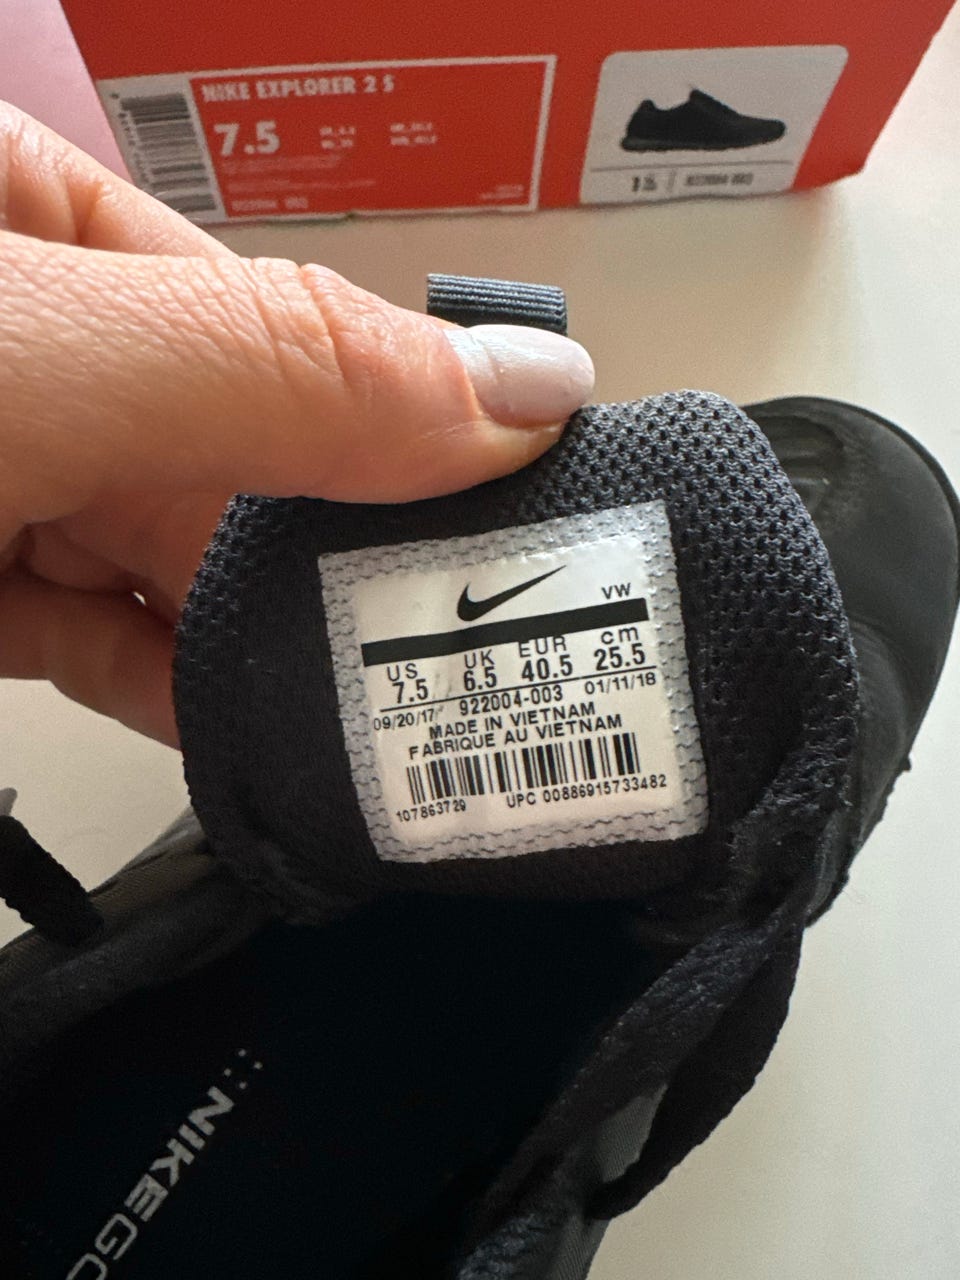 NIKE EXPLORER 2 S
7.5
VW
US UK EUR cm
7.5 6.5 40.5 25.5
09/20/17 922004-003 01/11/18
MADE IN VIETNAM
FABRIQUE AU VIETNAM
107863729 UPC 00886915733482
NIKEGO